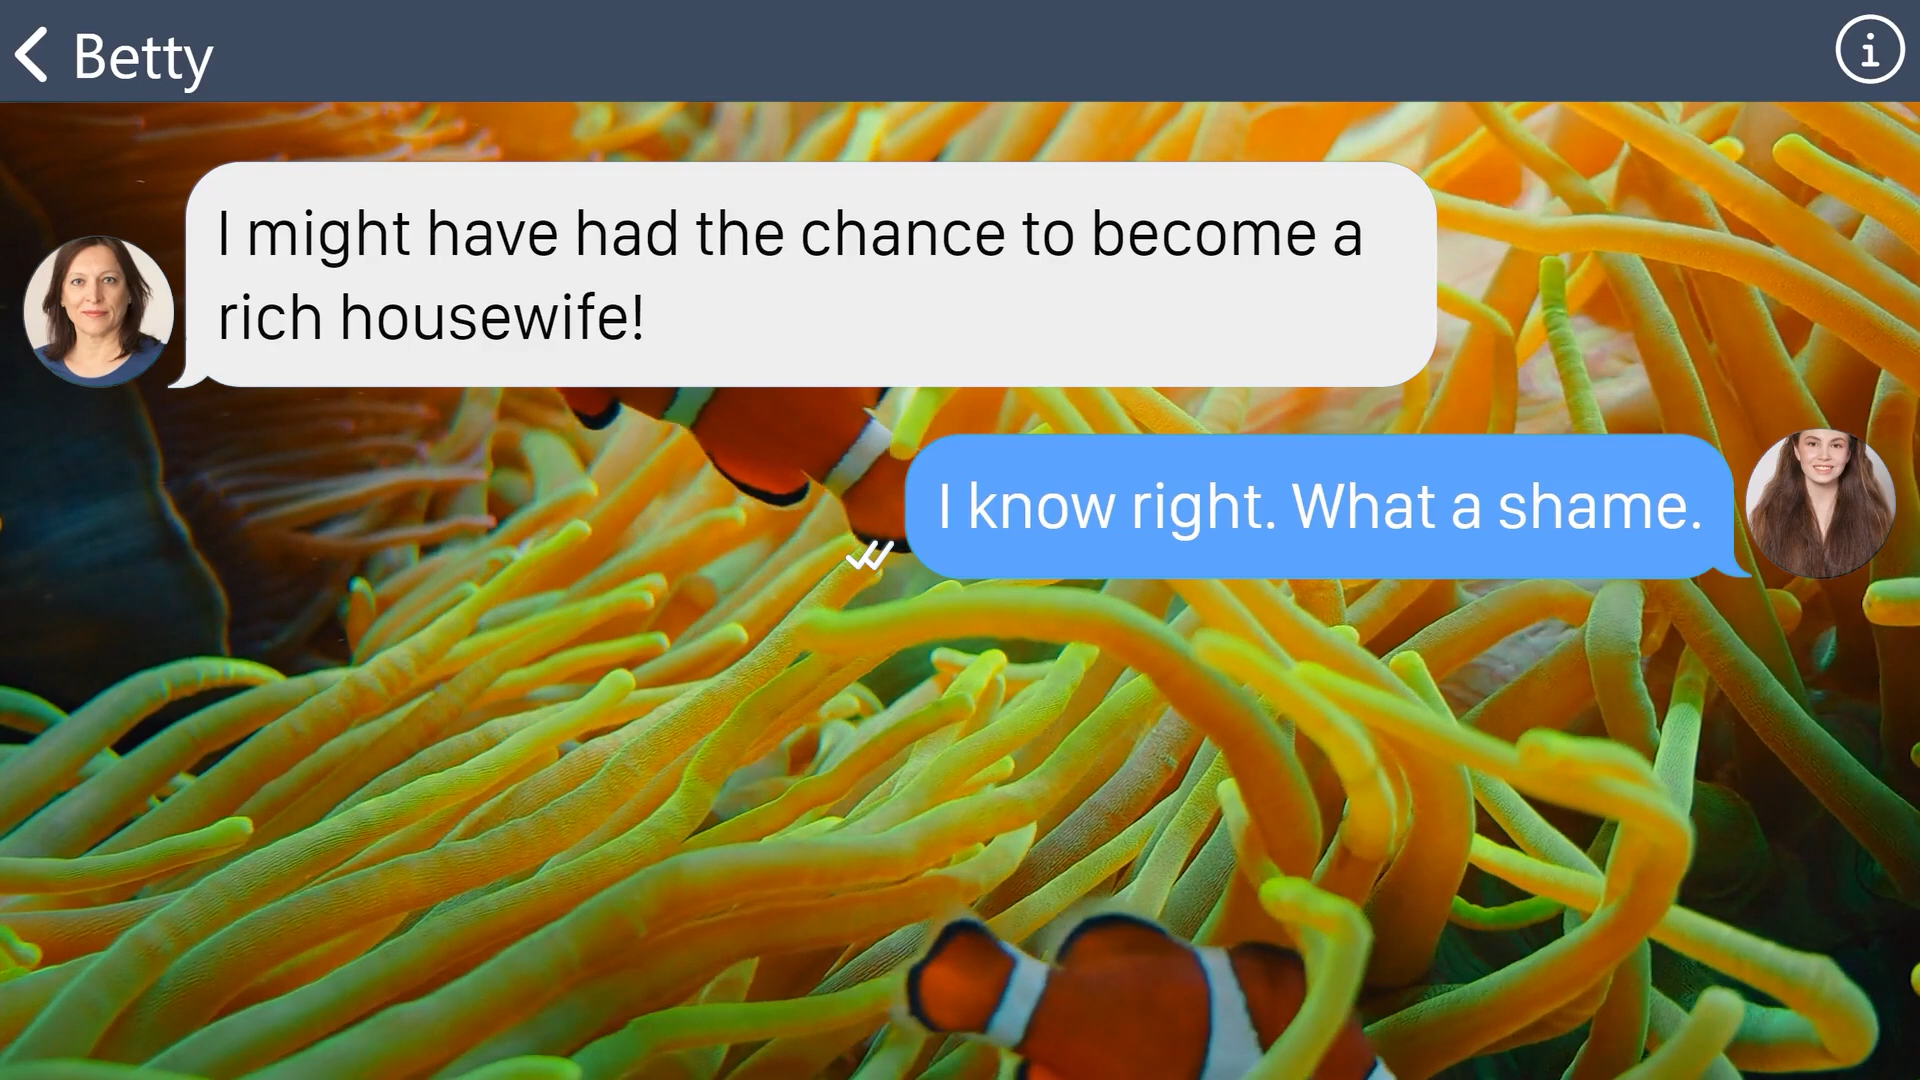 Betty
I might have had the chance to become a
rich housewife!
I know right. What a shame.